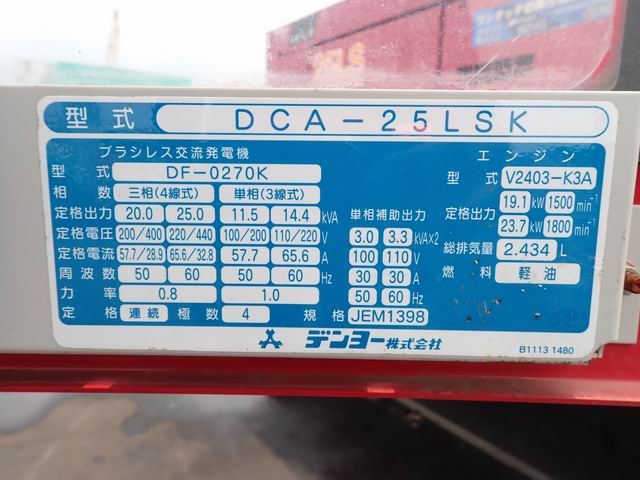 型式 DCA-25LSK
ブラシレス交流発電機 エンジン
型式 DF-0270K 型式 V2403-K3A
相数 三相(4線式) 単相(3線式)
定格出力 20.0 25.0 11.5 14.4 kVA 単相補助出力 定格出力 19.1 kW 1500 min⁻¹
定格電圧 200/400 220/440 100/200 110/220 V 3.0 3.3 kVA×2 23.7 kW 1800 min⁻¹
定格電流 57.7/28.9 65.6/32.8 57.7 65.6 A 100 110 V 総排気量 2.434 L
周波数 50 60 50 60 Hz 30 30 A 燃料 軽油
力率 0.8 1.0 50 60 Hz
定格 連続 極数 4 規格 JEM1398
デンヨー株式会社
B1113 1480